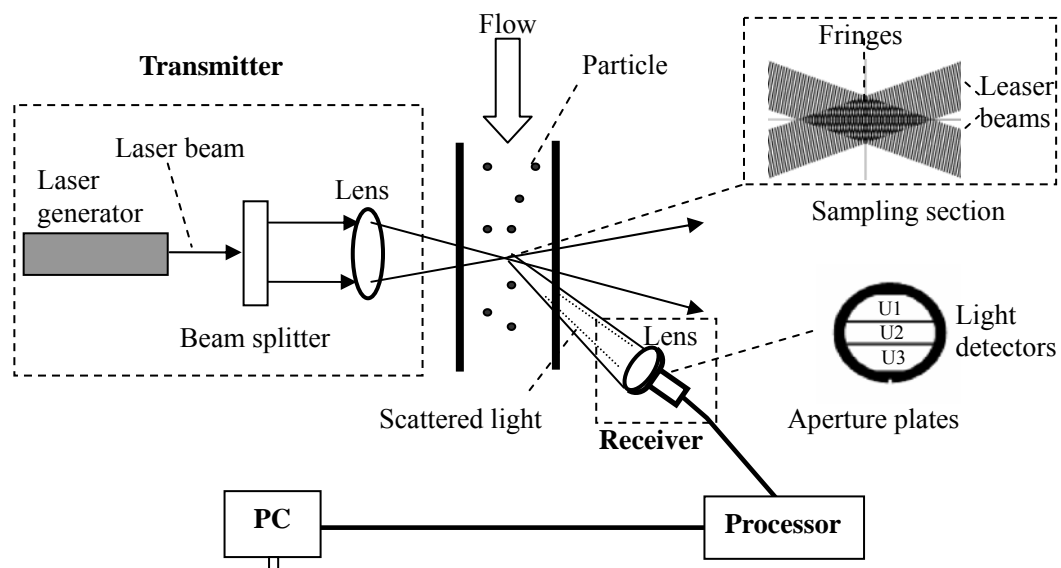 Flow
Transmitter
Particle
Fringes
Leaser
beams
Sampling section
Laser beam
Laser
generator
Lens
Beam splitter
U1
U2
U3
Light
detectors
Aperture plates
Lens
Scattered light
Receiver
PC
Processor